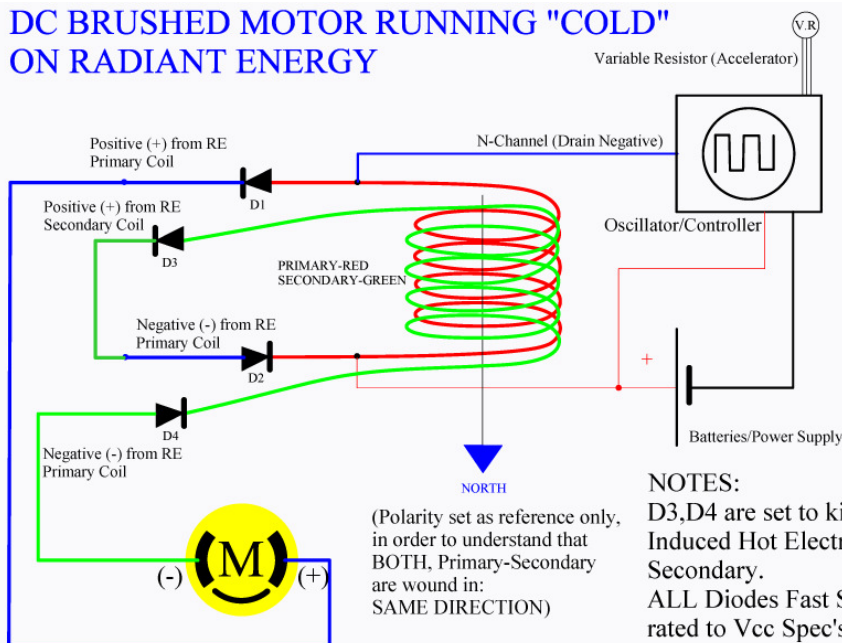 DC BRUSHED MOTOR RUNNING "COLD"
ON RADIANT ENERGY
V.R
Variable Resistor (Accelerator)
Positive (+) from RE
Primary Coil
N-Channel (Drain Negative)
D1
Positive (+) from RE
Secondary Coil
D3
Oscillator/Controller
PRIMARY-RED
SECONDARY-GREEN
Negative (-) from RE
Primary Coil
D2
+
D4
Batteries/Power Supply
Negative (-) from RE
Primary Coil
NORTH
(Polarity set as reference only,
in order to understand that
BOTH, Primary-Secondary
are wound in:
SAME DIRECTION)
NOTES:
D3,D4 are set to ki
Induced Hot Electr
Secondary.
ALL Diodes Fast S
rated to Vcc Spec's
(-)
M
(+)